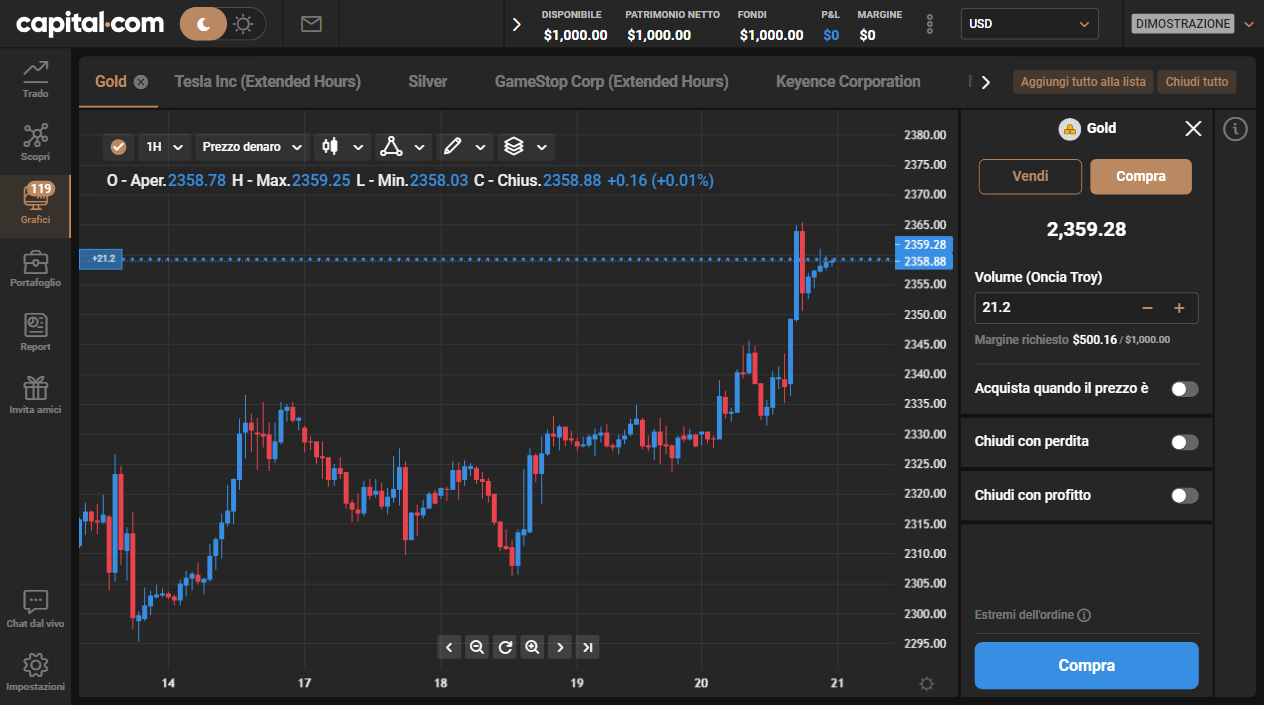 capital.com
DISPONIBILE PATRIMONIO NETTO FONDI P&L MARGINE
$1,000.00 $1,000.00 $1,000.00 $0 $0
USD
DIMOSTRAZIONE
Trado
Scopri
119
Grafici
Portafoglio
Report
Invita amici
Chat dal vivo
Impostazioni
Gold Tesla Inc (Extended Hours) Silver GameStop Corp (Extended Hours) Keyence Corporation
Aggiungi tutto alla lista Chiudi tutto
1H Prezzo denaro
O - Aper.2358.78 H - Max.2359.25 L - Min.2358.03 C - Chius.2358.88 +0.16 (+0.01%)
+21.2
2380.00
2375.00
2370.00
2365.00
2359.28
2358.88
2355.00
2350.00
2345.00
2340.00
2335.00
2330.00
2325.00
2320.00
2315.00
2310.00
2305.00
2300.00
2295.00
14 17 18 19 20 21
Gold
Vendi Compra
2,359.28
Volume (Oncia Troy)
21.2 − +
Margine richiesto $500.16 / $1,000.00
Acquista quando il prezzo è
Chiudi con perdita
Chiudi con profitto
Estremi dell'ordine
Compra